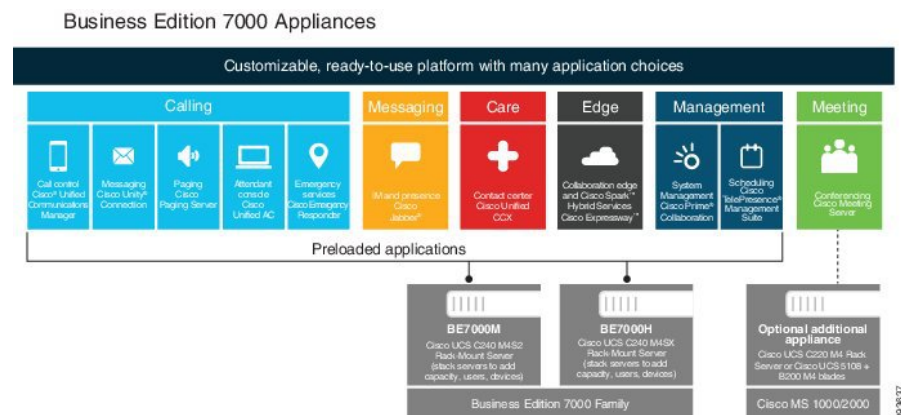 Business Edition 7000 Appliances
Customizable, ready-to-use platform with many application choices
Calling
Call control
Cisco® Unified
Communications
Manager
Messaging
Cisco Unity®
Connection
Paging
Cisco
Paging Server
Attendant
console
Cisco
Unified AC
Emergency
services
Cisco Emergency
Responder
Messaging
IM and presence
Cisco
Jabber®
Care
Contact center
Cisco Unified
CCX
Edge
Collaboration edge
and Cisco Spark™
Hybrid Services
Cisco Expressway™
Management
System
Management
Cisco Prime®
Collaboration
Scheduling
Cisco
TelePresence®
Management
Suite
Meeting
Conferencing
Cisco Meeting
Server
Preloaded applications
BE7000M
Cisco UCS C240 M4S2
Rack-Mount Server
(stack servers to add
capacity, users, devices)
BE7000H
Cisco UCS C240 M4SX
Rack-Mount Server
(stack servers to add
capacity, users, devices)
Business Edition 7000 Family
Optional additional
appliance
Cisco UCS C220 M4 Rack
Server or Cisco UCS 5108 +
B200 M4 blades
Cisco MS 1000/2000